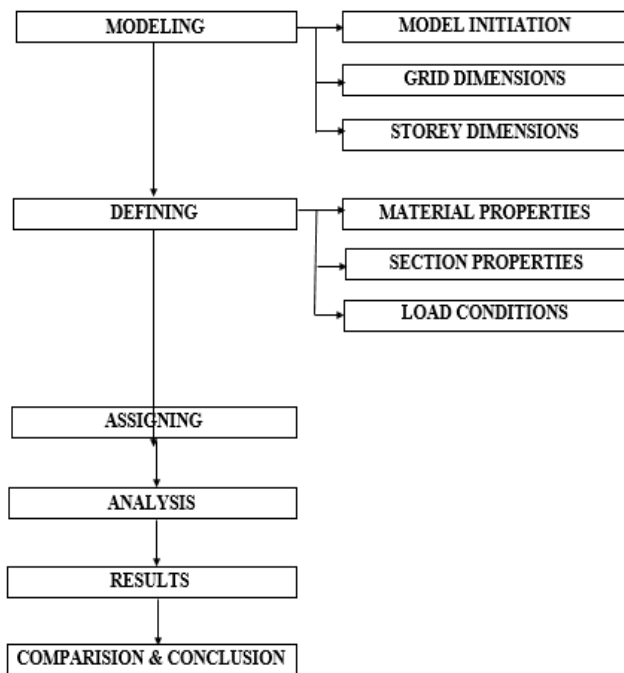 MODELING
MODEL INITIATION
GRID DIMENSIONS
STOREY DIMENSIONS
DEFINING
MATERIAL PROPERTIES
SECTION PROPERTIES
LOAD CONDITIONS
ASSIGNING
ANALYSIS
RESULTS
COMPARISION & CONCLUSION